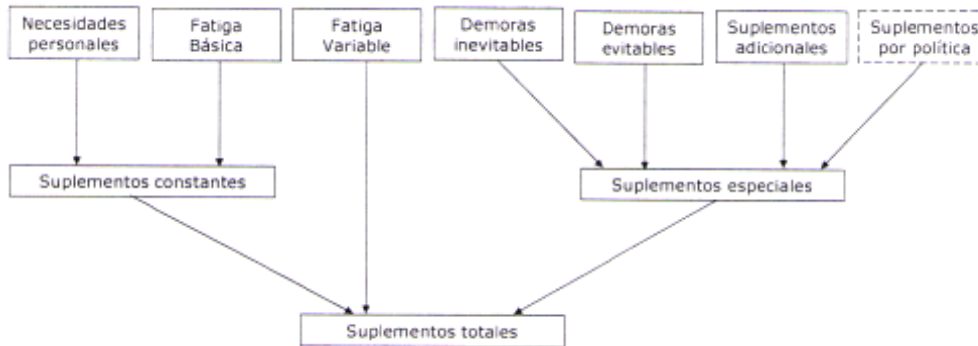 Necesidades
personales
Fatiga
Básica
Fatiga
Variable
Demoras
inevitables
Demoras
evitables
Suplementos
adicionales
Suplementos
por política
Suplementos constantes
Suplementos especiales
Suplementos totales